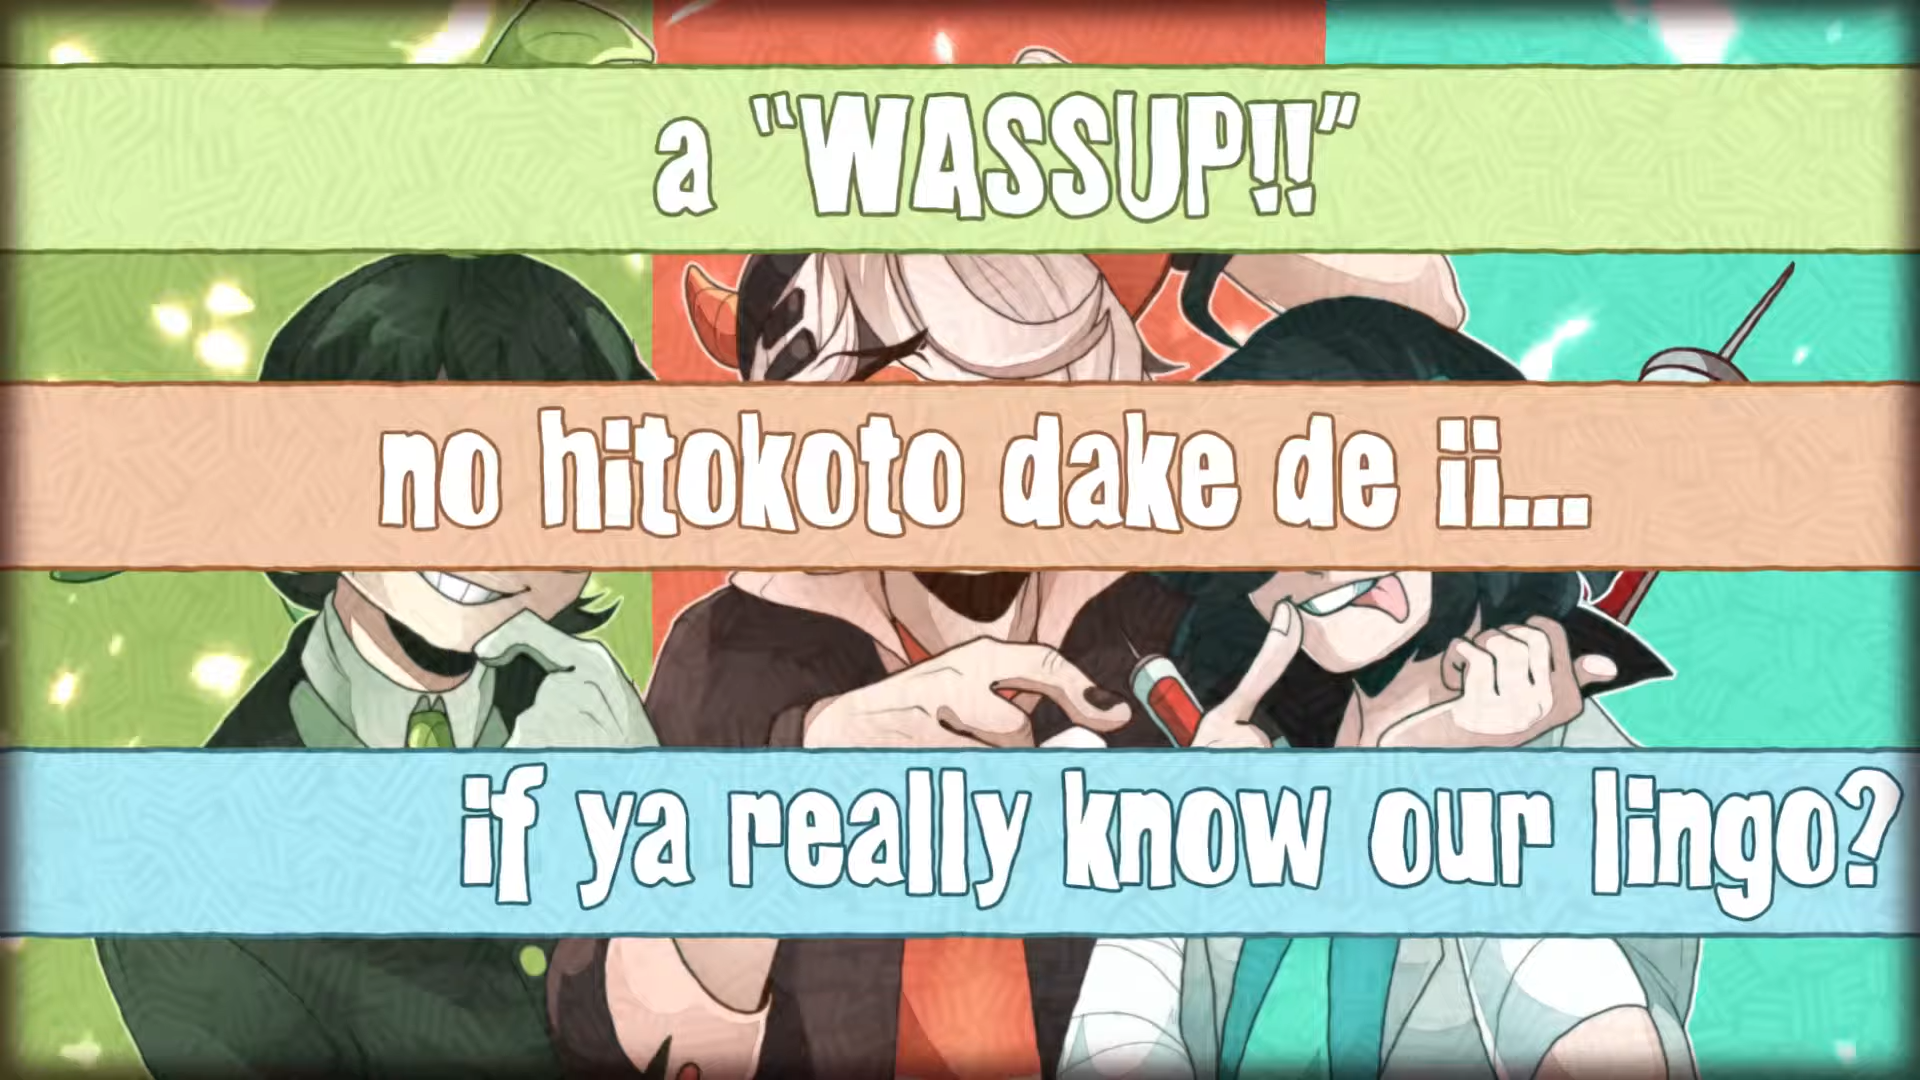 a “WASSUP!!”
no hitokoto dake de ii...
if ya really know our lingo?